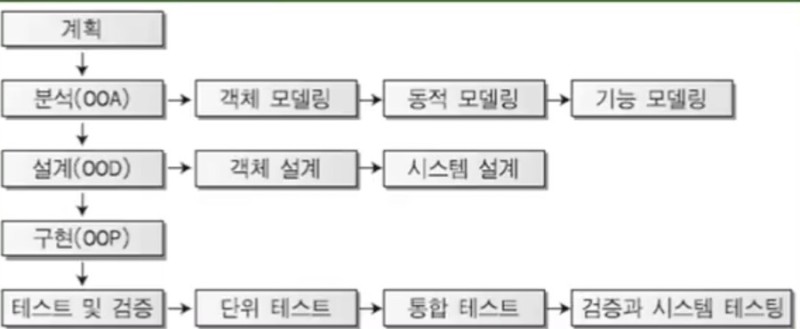 계획
분석(OOA) 객체 모델링 동적 모델링 기능 모델링
설계(OOD) 객체 설계 시스템 설계
구현(OOP)
테스트 및 검증 단위 테스트 통합 테스트 검증과 시스템 테스팅